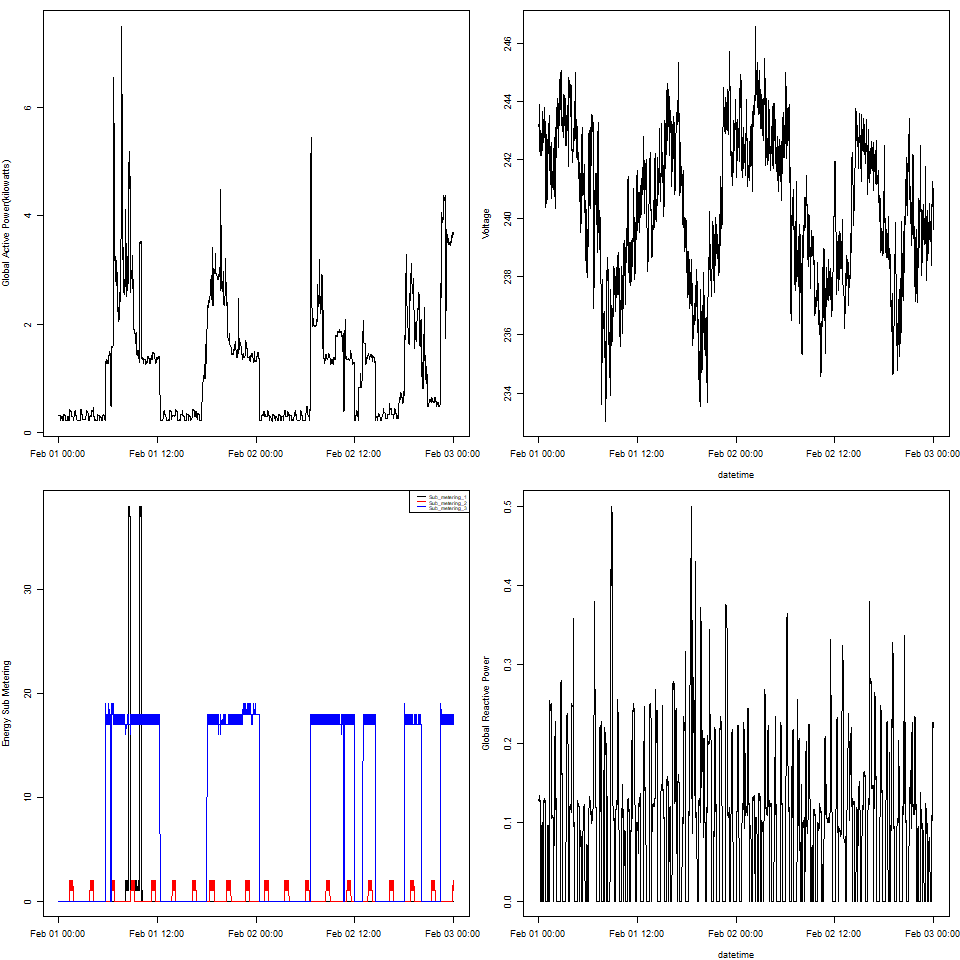 Global Active Power(kilowatts)
0
2
4
6
Feb 01 00:00
Feb 01 12:00
Feb 02 00:00
Feb 02 12:00
Feb 03 00:00
Voltage
234
236
238
240
242
244
246
Feb 01 00:00
Feb 01 12:00
Feb 02 00:00
Feb 02 12:00
Feb 03 00:00
datetime
Energy Sub Metering
0
10
20
30
Sub_metering_1
Sub_metering_2
Sub_metering_3
Feb 01 00:00
Feb 01 12:00
Feb 02 00:00
Feb 02 12:00
Feb 03 00:00
Global Reactive Power
0.0
0.1
0.2
0.3
0.4
0.5
Feb 01 00:00
Feb 01 12:00
Feb 02 00:00
Feb 02 12:00
Feb 03 00:00
datetime